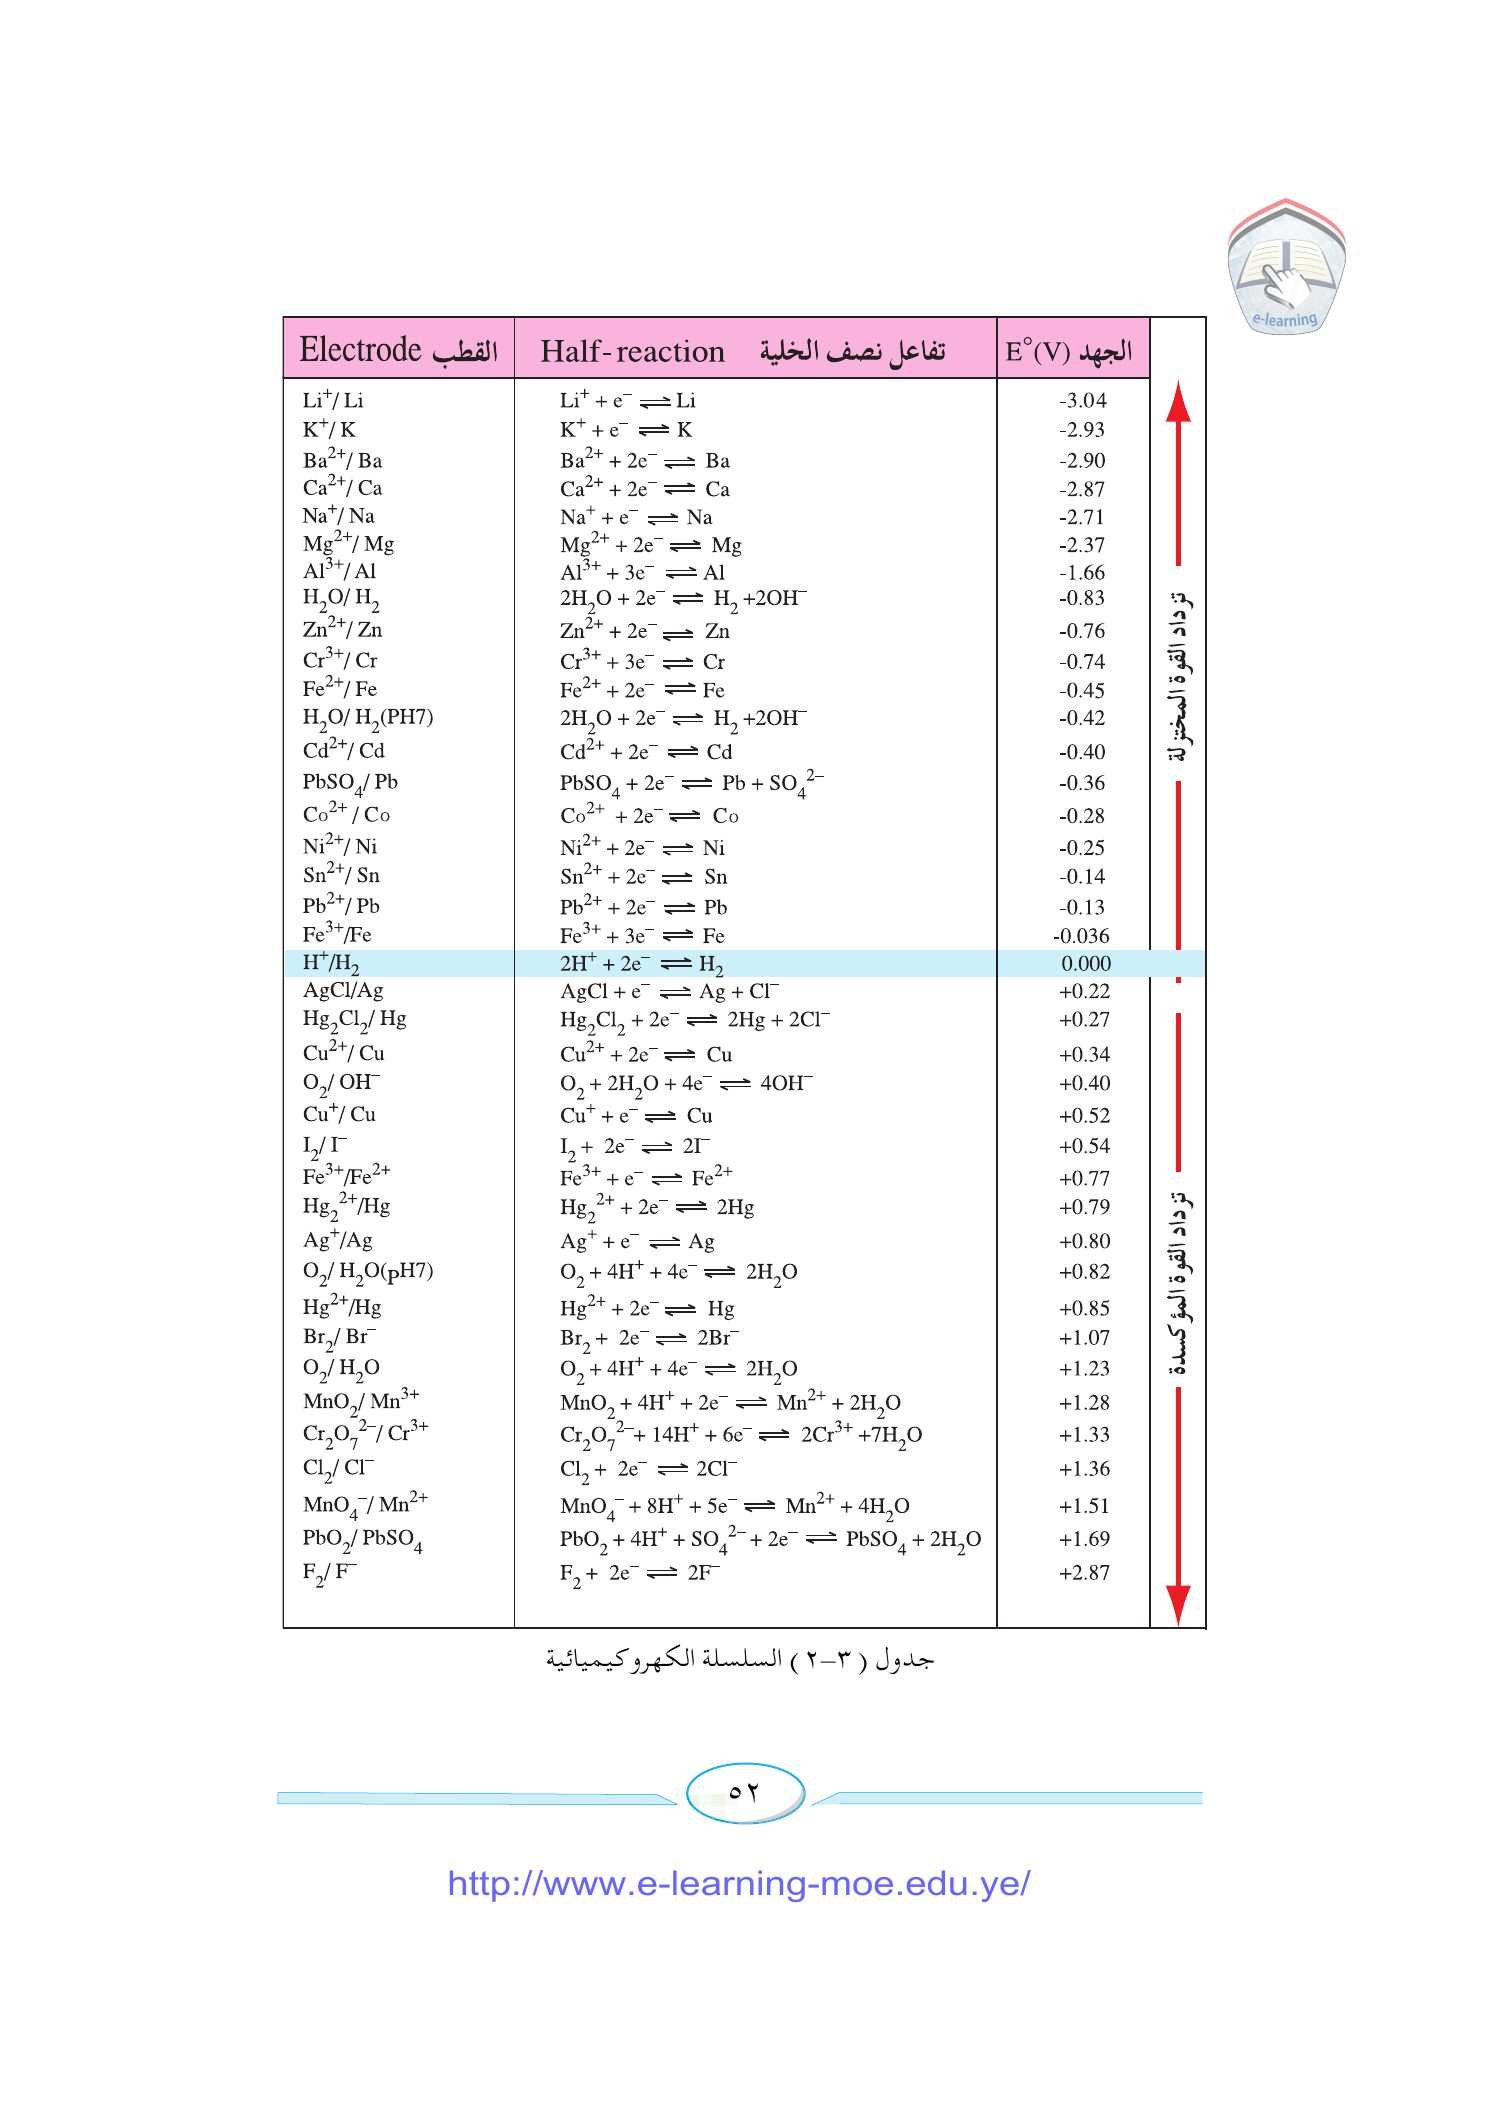 e-learning
Electrode القطب	Half-reaction تفاعل نصف الخلية	E°(V) الجهد
Li⁺/ Li	Li⁺ + e⁻ ⇌ Li	-3.04
K⁺/ K	K⁺ + e⁻ ⇌ K	-2.93
Ba²⁺/ Ba	Ba²⁺ + 2e⁻ ⇌ Ba	-2.90
Ca²⁺/ Ca	Ca²⁺ + 2e⁻ ⇌ Ca	-2.87
Na⁺/ Na	Na⁺ + e⁻ ⇌ Na	-2.71
Mg²⁺/ Mg	Mg²⁺ + 2e⁻ ⇌ Mg	-2.37
Al³⁺/ Al	Al³⁺ + 3e⁻ ⇌ Al	-1.66
H₂O/ H₂	2H₂O + 2e⁻ ⇌ H₂ +2OH⁻	-0.83
Zn²⁺/ Zn	Zn²⁺ + 2e⁻ ⇌ Zn	-0.76
Cr³⁺/ Cr	Cr³⁺ + 3e⁻ ⇌ Cr	-0.74
Fe²⁺/ Fe	Fe²⁺ + 2e⁻ ⇌ Fe	-0.45
H₂O/ H₂(PH7)	2H₂O + 2e⁻ ⇌ H₂ +2OH⁻	-0.42
Cd²⁺/ Cd	Cd²⁺ + 2e⁻ ⇌ Cd	-0.40
PbSO₄/ Pb	PbSO₄ + 2e⁻ ⇌ Pb + SO₄²⁻	-0.36
Co²⁺ / Co	Co²⁺ + 2e⁻ ⇌ Co	-0.28
Ni²⁺/ Ni	Ni²⁺ + 2e⁻ ⇌ Ni	-0.25
Sn²⁺/ Sn	Sn²⁺ + 2e⁻ ⇌ Sn	-0.14
Pb²⁺/ Pb	Pb²⁺ + 2e⁻ ⇌ Pb	-0.13
Fe³⁺/Fe	Fe³⁺ + 3e⁻ ⇌ Fe	-0.036
H⁺/H₂	2H⁺ + 2e⁻ ⇌ H₂	0.000
AgCl/Ag	AgCl + e⁻ ⇌ Ag + Cl⁻	+0.22
Hg₂Cl₂/ Hg	Hg₂Cl₂ + 2e⁻ ⇌ 2Hg + 2Cl⁻	+0.27
Cu²⁺/ Cu	Cu²⁺ + 2e⁻ ⇌ Cu	+0.34
O₂/ OH⁻	O₂ + 2H₂O + 4e⁻ ⇌ 4OH⁻	+0.40
Cu⁺/ Cu	Cu⁺ + e⁻ ⇌ Cu	+0.52
I₂/ I⁻	I₂ + 2e⁻ ⇌ 2I⁻	+0.54
Fe³⁺/Fe²⁺	Fe³⁺ + e⁻ ⇌ Fe²⁺	+0.77
Hg₂²⁺/Hg	Hg₂²⁺ + 2e⁻ ⇌ 2Hg	+0.79
Ag⁺/Ag	Ag⁺ + e⁻ ⇌ Ag	+0.80
O₂/ H₂O(pH7)	O₂ + 4H⁺ + 4e⁻ ⇌ 2H₂O	+0.82
Hg²⁺/Hg	Hg²⁺ + 2e⁻ ⇌ Hg	+0.85
Br₂/ Br⁻	Br₂ + 2e⁻ ⇌ 2Br⁻	+1.07
O₂/ H₂O	O₂ + 4H⁺ + 4e⁻ ⇌ 2H₂O	+1.23
MnO₂/ Mn³⁺	MnO₂ + 4H⁺ + 2e⁻ ⇌ Mn²⁺ + 2H₂O	+1.28
Cr₂O₇²⁻/ Cr³⁺	Cr₂O₇²⁻+ 14H⁺ + 6e⁻ ⇌ 2Cr³⁺ +7H₂O	+1.33
Cl₂/ Cl⁻	Cl₂ + 2e⁻ ⇌ 2Cl⁻	+1.36
MnO₄⁻/ Mn²⁺	MnO₄⁻ + 8H⁺ + 5e⁻ ⇌ Mn²⁺ + 4H₂O	+1.51
PbO₂/ PbSO₄	PbO₂ + 4H⁺ + SO₄²⁻ + 2e⁻ ⇌ PbSO₄ + 2H₂O	+1.69
F₂/ F⁻	F₂ + 2e⁻ ⇌ 2F⁻	+2.87
تزداد القوة المختزلة
تزداد القوة المؤكسدة
جدول ( ٣-٢ ) السلسلة الكهروكيميائية
٥٢
http://www.e-learning-moe.edu.ye/